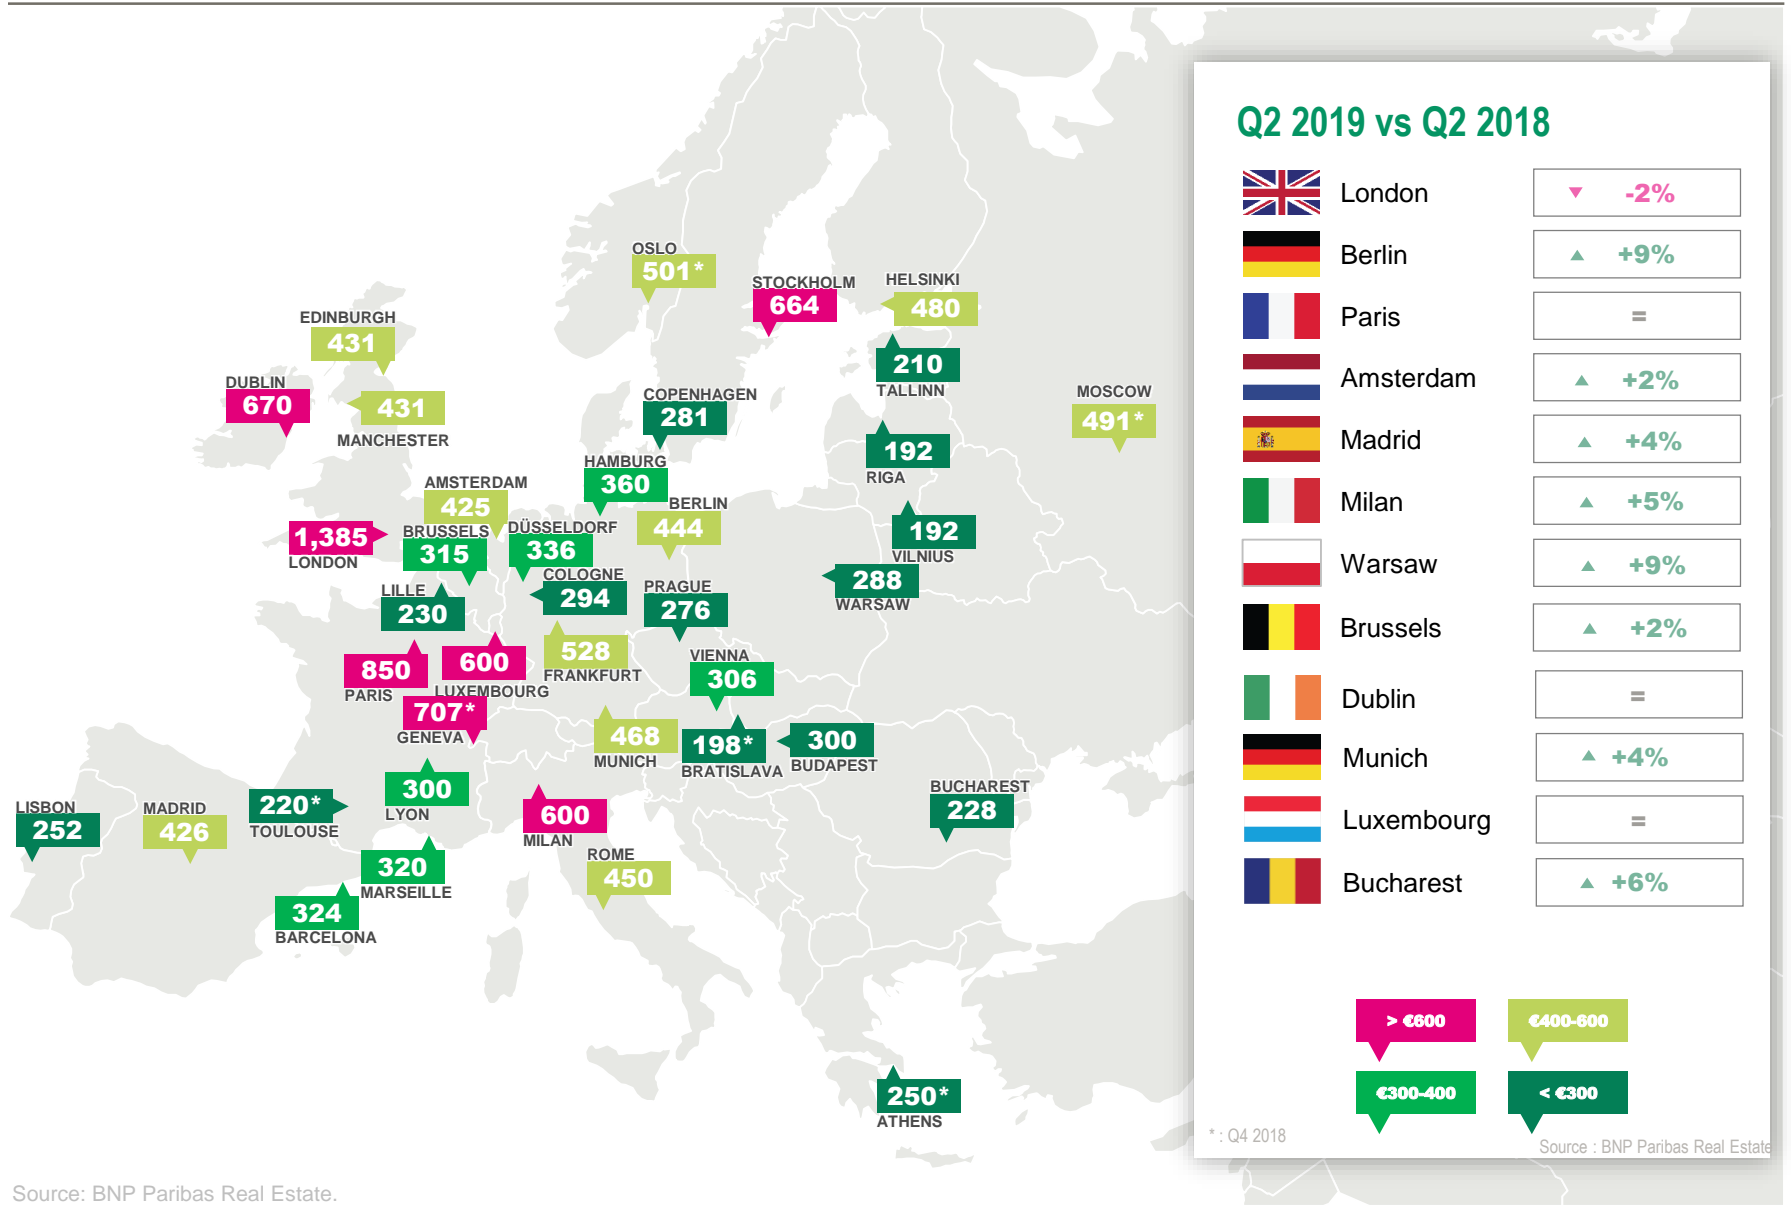 OSLO
501*
STOCKHOLM
664
HELSINKI
480
EDINBURGH
431
210
TALLINN
DUBLIN
670
431
MANCHESTER
COPENHAGEN
281
MOSCOW
491*
192
RIGA
HAMBURG
360
AMSTERDAM
425
BERLIN
444
192
VILNIUS
1,385
LONDON
BRUSSELS
315
DÜSSELDORF
336
COLOGNE
294
288
WARSAW
LILLE
230
PRAGUE
276
850
PARIS
600
LUXEMBOURG
528
FRANKFURT
VIENNA
306
707*
GENEVA
468
MUNICH
198*
BRATISLAVA
300
BUDAPEST
300
LYON
LISBON
252
MADRID
426
220*
TOULOUSE
600
MILAN
BUCHAREST
228
320
MARSEILLE
ROME
450
324
BARCELONA
250*
ATHENS
Source: BNP Paribas Real Estate.
Q2 2019 vs Q2 2018
London ▼ -2%
Berlin ▲ +9%
Paris =
Amsterdam ▲ +2%
Madrid ▲ +4%
Milan ▲ +5%
Warsaw ▲ +9%
Brussels ▲ +2%
Dublin =
Munich ▲ +4%
Luxembourg =
Bucharest ▲ +6%
> €600
€400-600
€300-400
< €300
* : Q4 2018
Source : BNP Paribas Real Estate